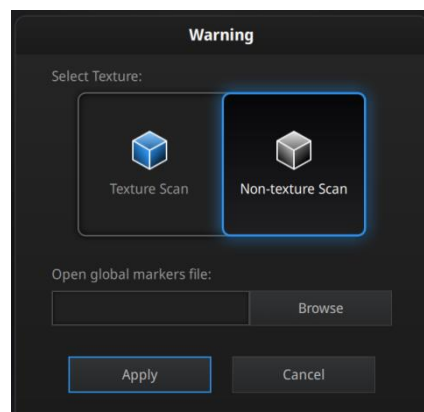 Warning
Select Texture:
Texture Scan Non-texture Scan
Open global markers file:
Browse
Apply Cancel